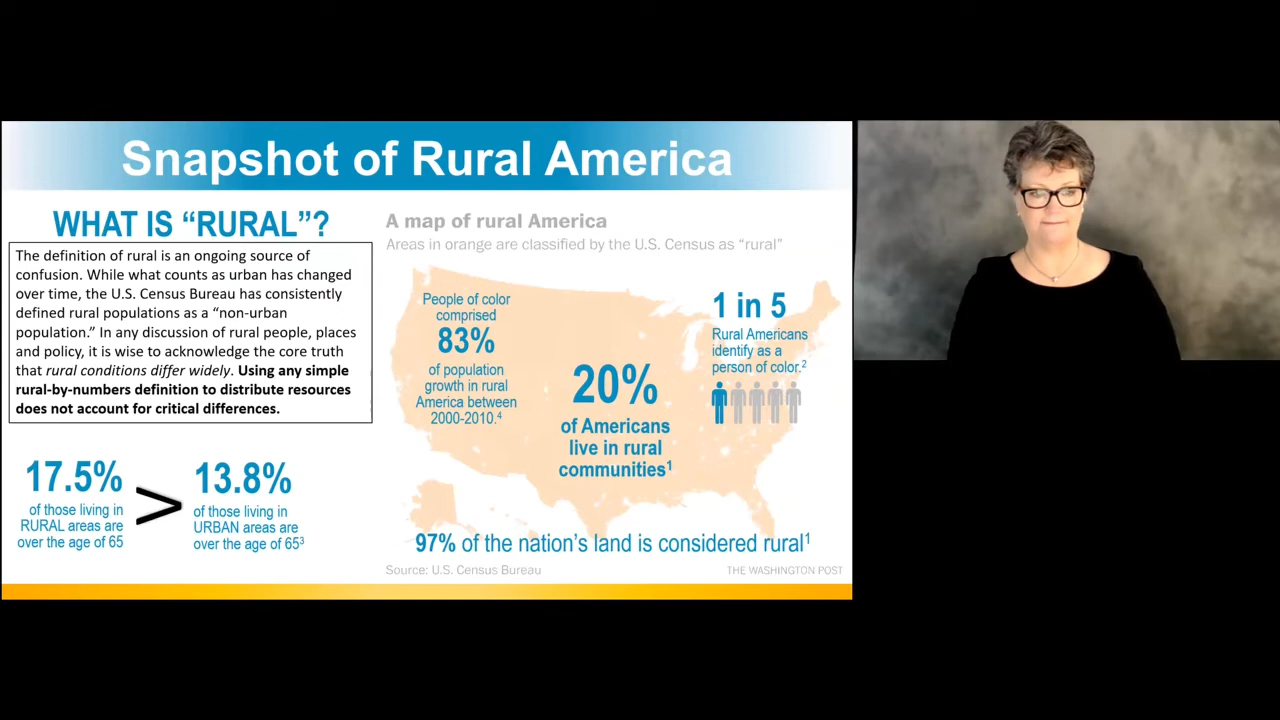 Snapshot of Rural America
WHAT IS “RURAL”?
The definition of rural is an ongoing source of
confusion. While what counts as urban has changed
over time, the U.S. Census Bureau has consistently
defined rural populations as a “non-urban
population.” In any discussion of rural people, places
and policy, it is wise to acknowledge the core truth
that rural conditions differ widely. Using any simple
rural-by-numbers definition to distribute resources
does not account for critical differences.
17.5%
of those living in
RURAL areas are
over the age of 65
>
13.8%
of those living in
URBAN areas are
over the age of 65³
A map of rural America
Areas in orange are classified by the U.S. Census as “rural”
People of color
comprised
83%
of population
growth in rural
America between
2000-2010.⁴
20%
of Americans
live in rural
communities¹
1 in 5
Rural Americans
identify as a
person of color.²
97% of the nation’s land is considered rural¹
Source: U.S. Census Bureau
THE WASHINGTON POST